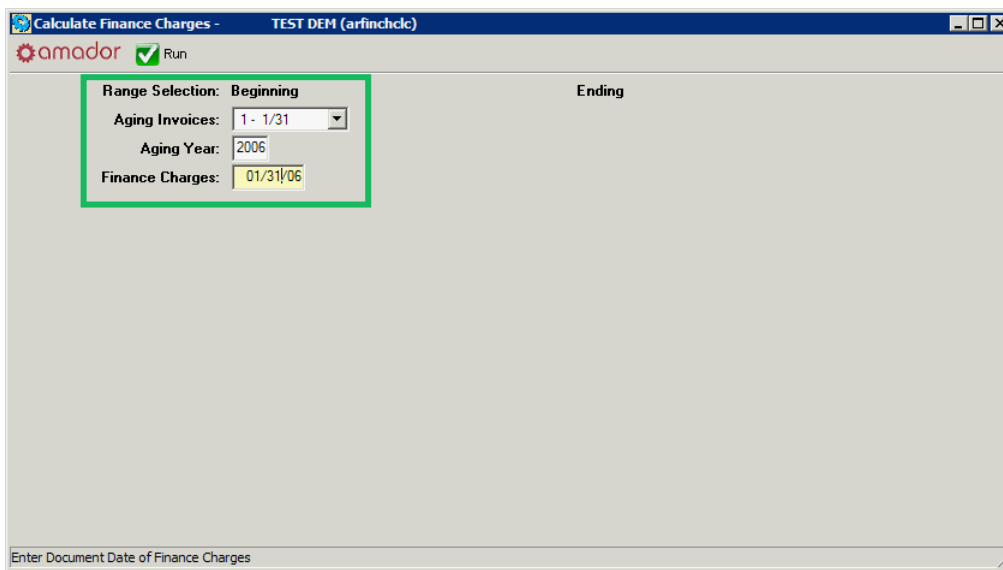 Calculate Finance Charges - TEST DEM (arfinchclc)
amador Run
Range Selection: Beginning Ending
Aging Invoices: 1 - 1/31
Aging Year: 2006
Finance Charges: 01/31/06
Enter Document Date of Finance Charges